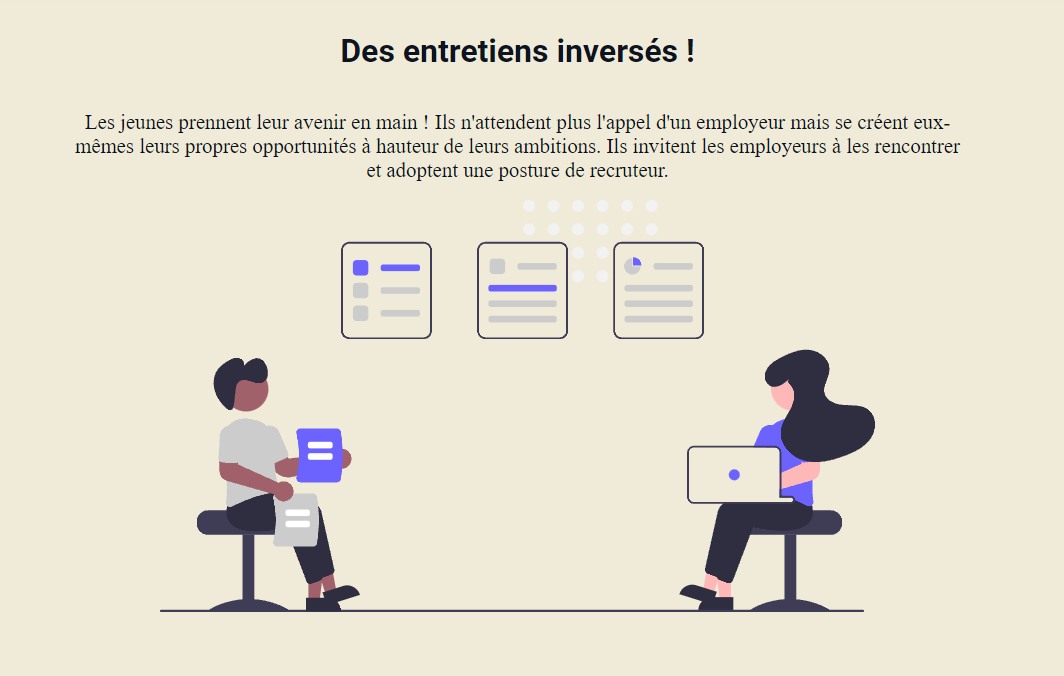 Des entretiens inversés !
Les jeunes prennent leur avenir en main ! Ils n'attendent plus l'appel d'un employeur mais se créent eux-
mêmes leurs propres opportunités à hauteur de leurs ambitions. Ils invitent les employeurs à les rencontrer
et adoptent une posture de recruteur.